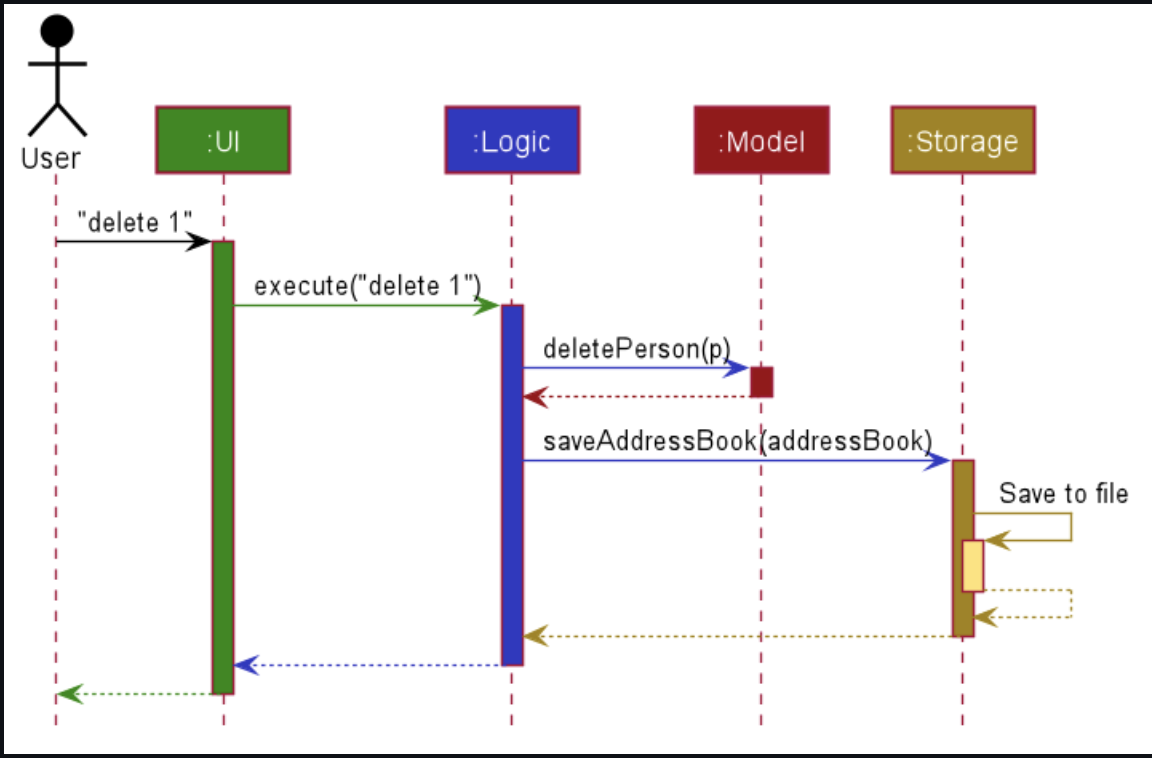 User
:UI
:Logic
:Model
:Storage
"delete 1"
execute("delete 1")
deletePerson(p)
saveAddressBook(addressBook)
Save to file